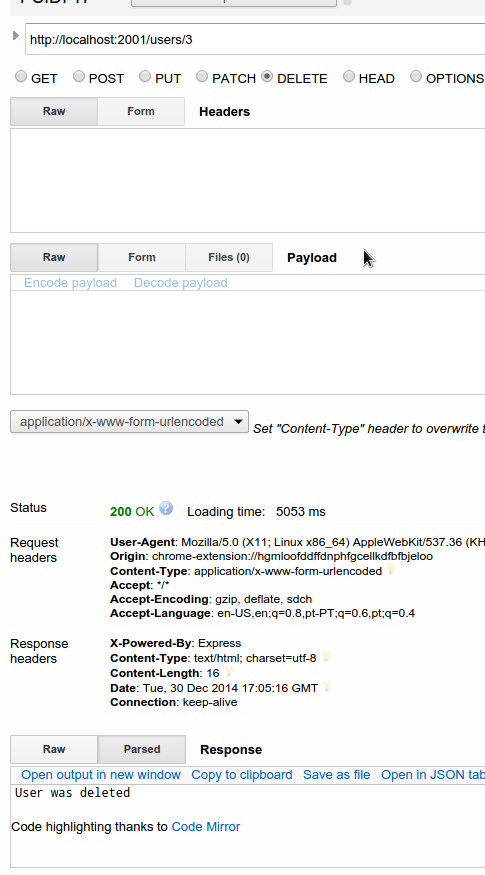 http://localhost:2001/users/3
GET POST PUT PATCH DELETE HEAD OPTIONS
Raw Form Headers
Raw Form Files (0) Payload
Encode payload Decode payload
application/x-www-form-urlencoded Set "Content-Type" header to overwrite t
Status 200 OK ? Loading time: 5053 ms
Request headers
User-Agent: Mozilla/5.0 (X11; Linux x86_64) AppleWebKit/537.36 (KH
Origin: chrome-extension://hgmloofddffdnphfgcellkdfbfbjeloo
Content-Type: application/x-www-form-urlencoded
Accept: */*
Accept-Encoding: gzip, deflate, sdch
Accept-Language: en-US,en;q=0.8,pt-PT;q=0.6,pt;q=0.4
Response headers
X-Powered-By: Express
Content-Type: text/html; charset=utf-8
Content-Length: 16
Date: Tue, 30 Dec 2014 17:05:16 GMT
Connection: keep-alive
Raw Parsed Response
Open output in new window Copy to clipboard Save as file Open in JSON tab
User was deleted
Code highlighting thanks to Code Mirror